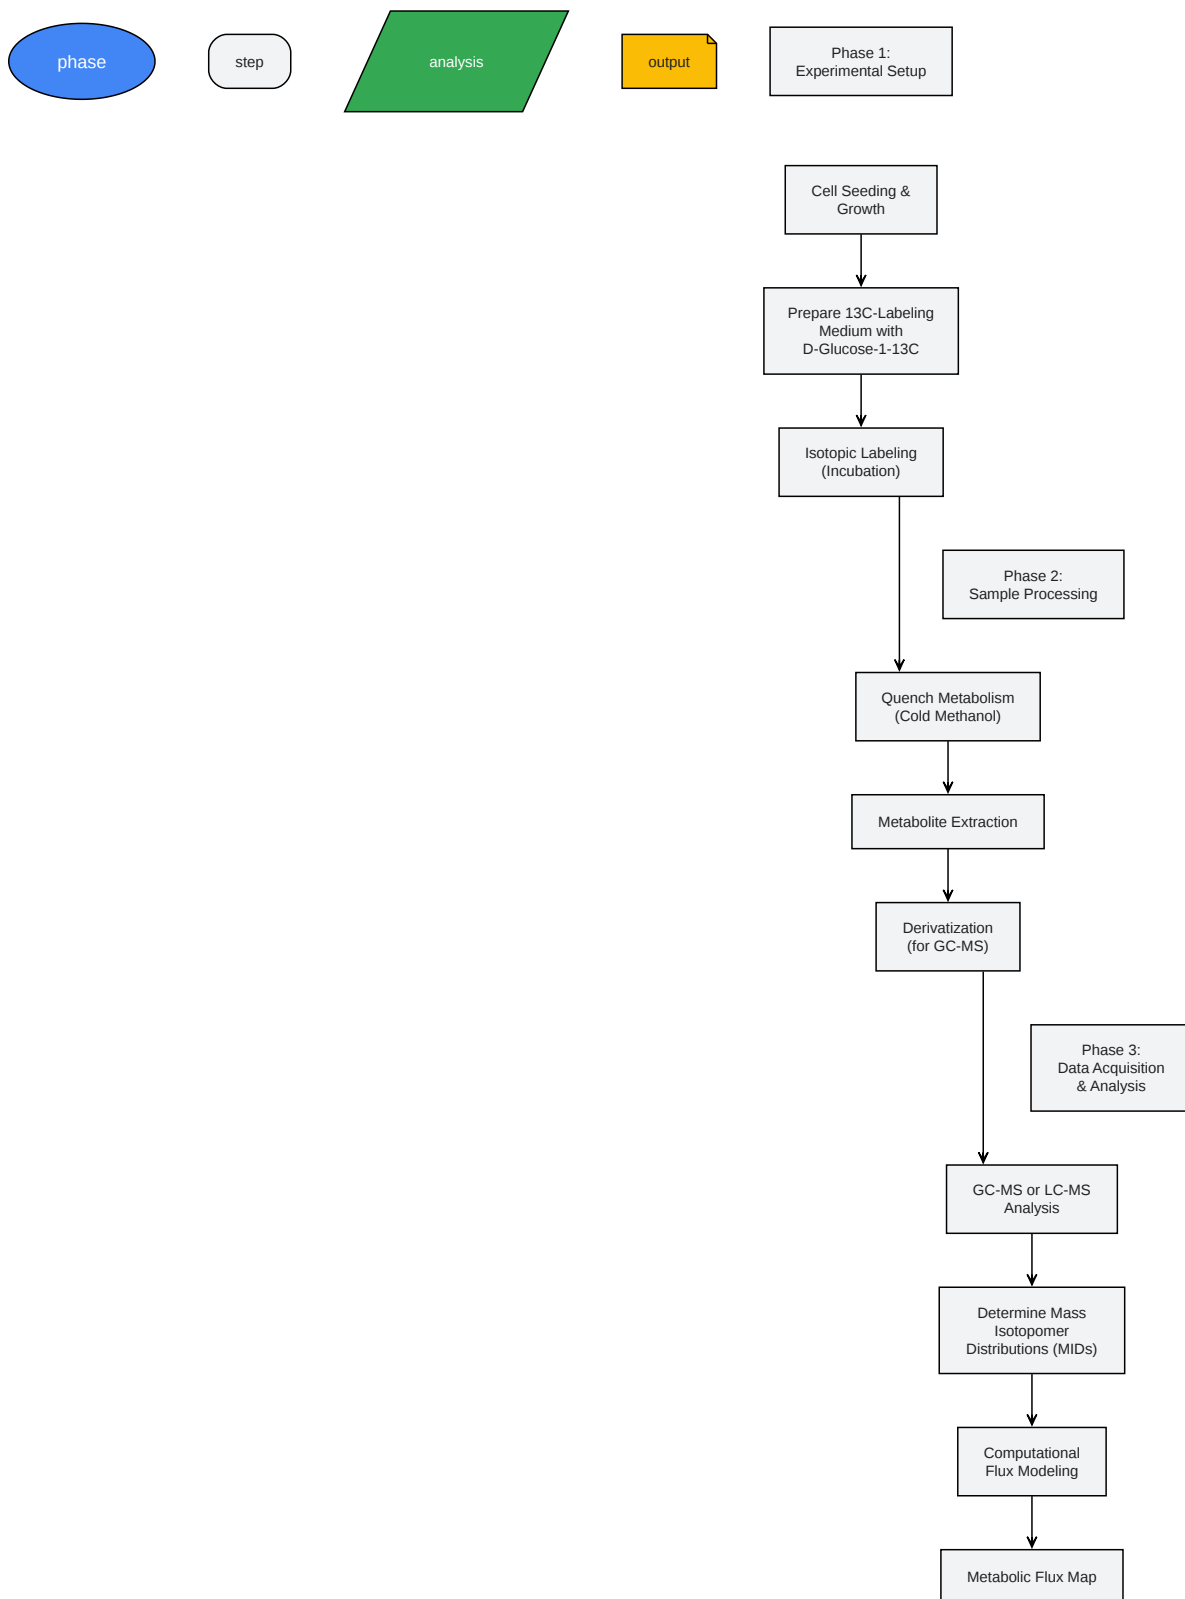 phase
step
analysis
output
Phase 1:
Experimental Setup
Cell Seeding &
Growth
Prepare 13C-Labeling
Medium with
D-Glucose-1-13C
Isotopic Labeling
(Incubation)
Phase 2:
Sample Processing
Quench Metabolism
(Cold Methanol)
Metabolite Extraction
Derivatization
(for GC-MS)
Phase 3:
Data Acquisition
& Analysis
GC-MS or LC-MS
Analysis
Determine Mass
Isotopomer
Distributions (MIDs)
Computational
Flux Modeling
Metabolic Flux Map